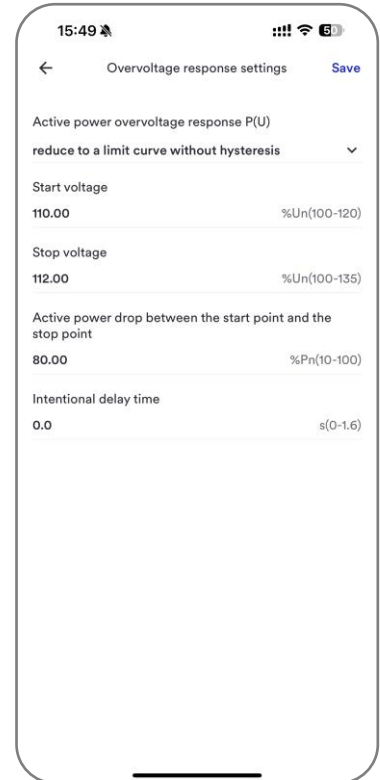 15:49
50
Overvoltage response settings Save
Active power overvoltage response P(U)
reduce to a limit curve without hysteresis
Start voltage
110.00 %Un(100-120)
Stop voltage
112.00 %Un(100-135)
Active power drop between the start point and the
stop point
80.00 %Pn(10-100)
Intentional delay time
0.0 s(0-1.6)